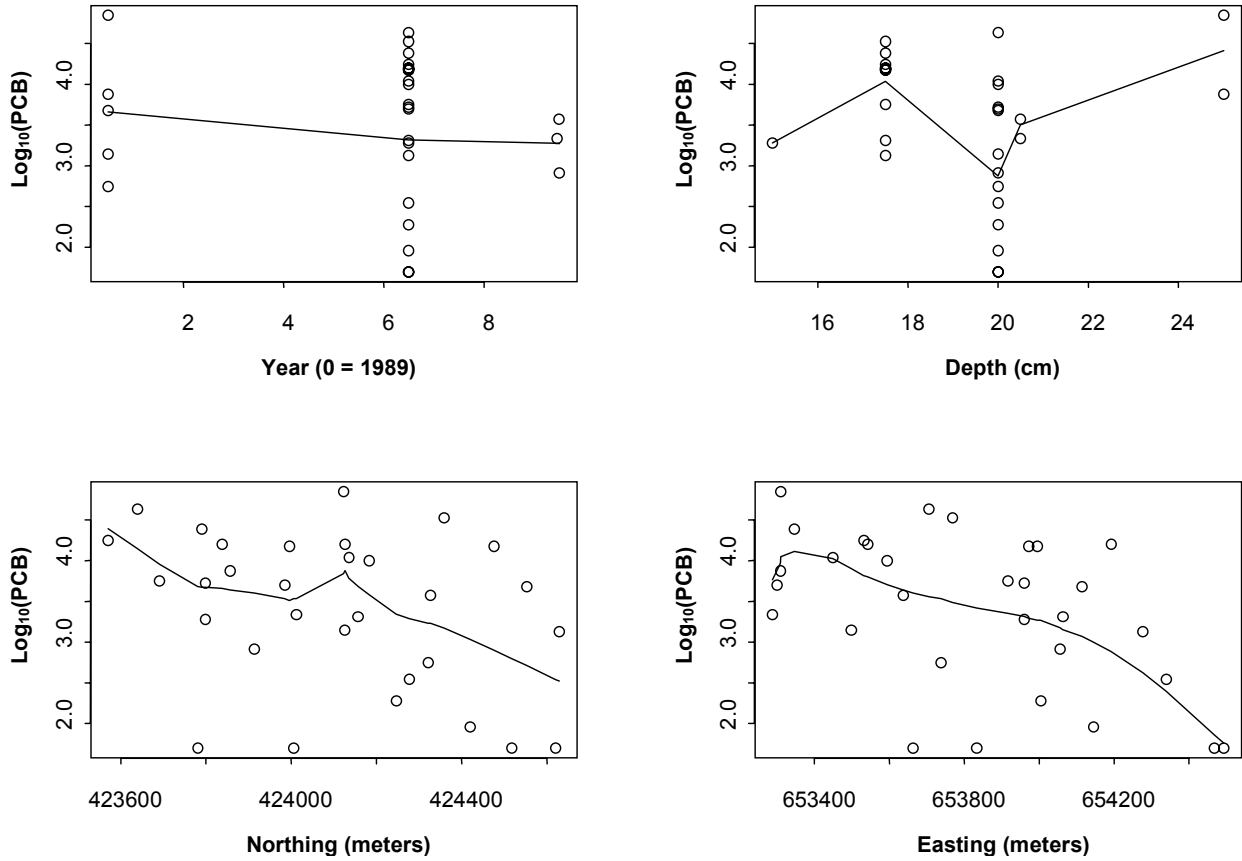 Log₁₀(PCB)
4.0
3.0
2.0
2 4 6 8
Year (0 = 1989)
Log₁₀(PCB)
4.0
3.0
2.0
16 18 20 22 24
Depth (cm)
Log₁₀(PCB)
4.0
3.0
2.0
423600 424000 424400
Northing (meters)
Log₁₀(PCB)
4.0
3.0
2.0
653400 653800 654200
Easting (meters)